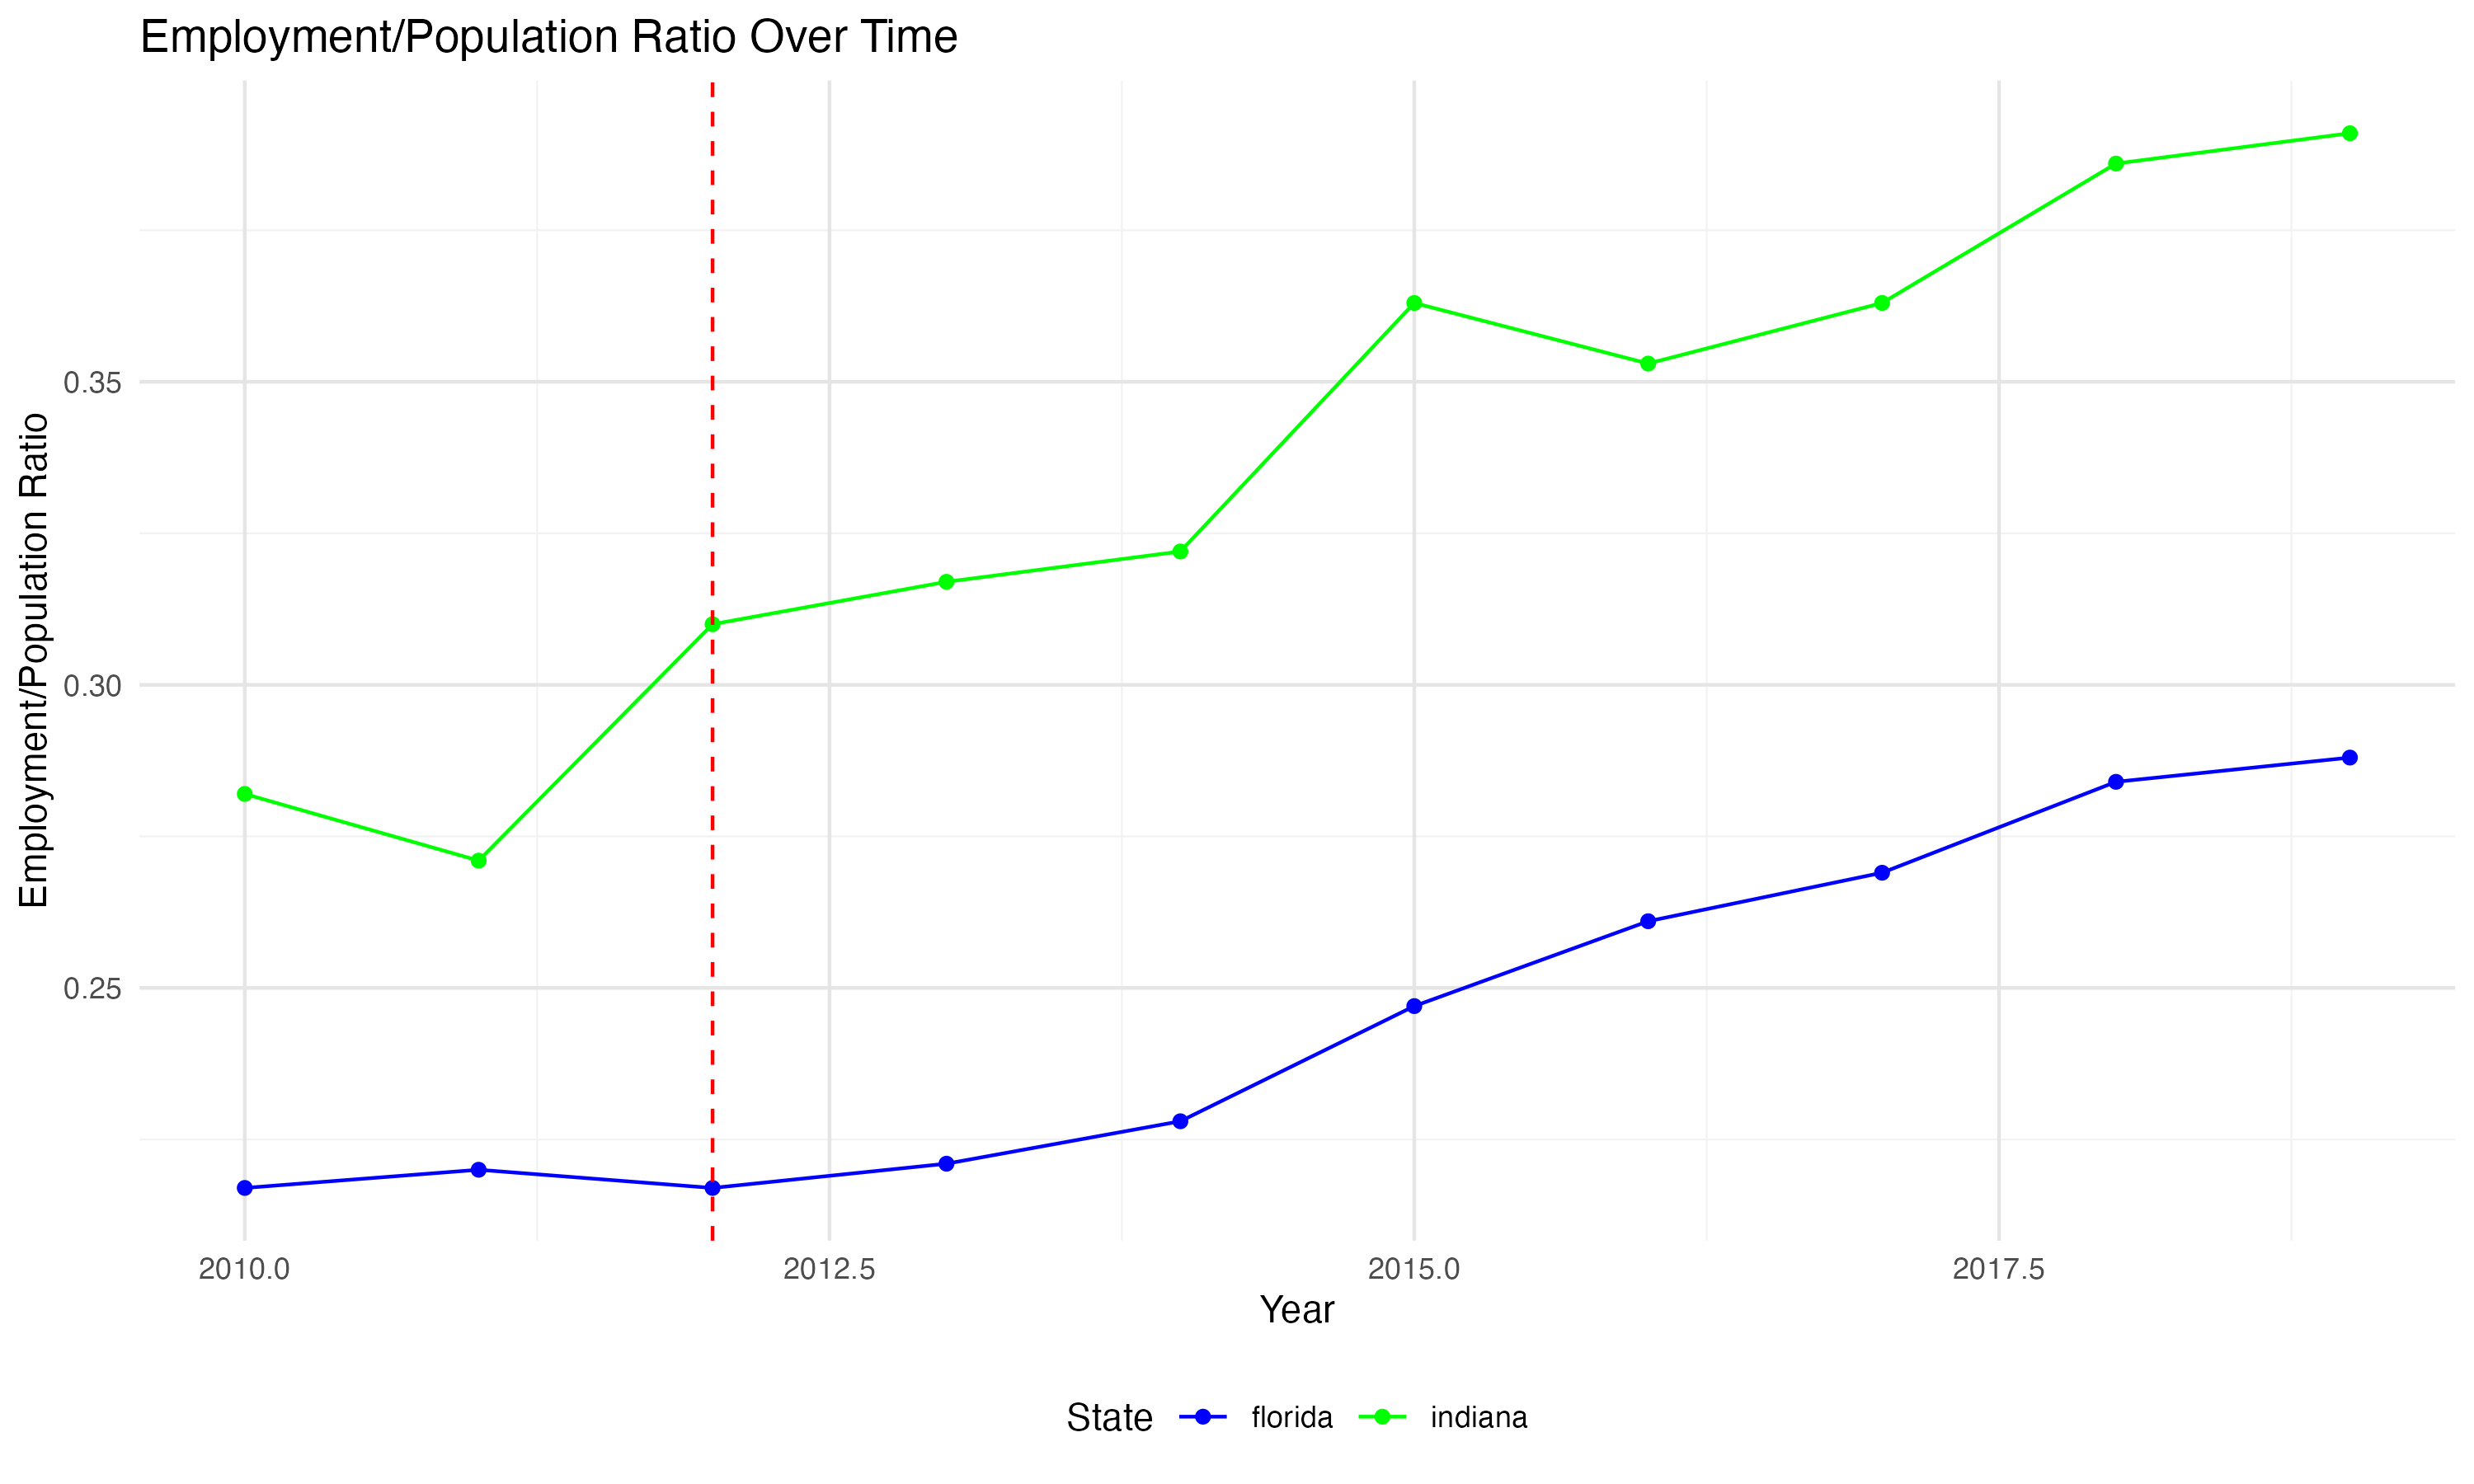 Employment/Population Ratio Over Time
Employment/Population Ratio
0.35
0.30
0.25
2010.0 2012.5 2015.0 2017.5
Year
State florida indiana